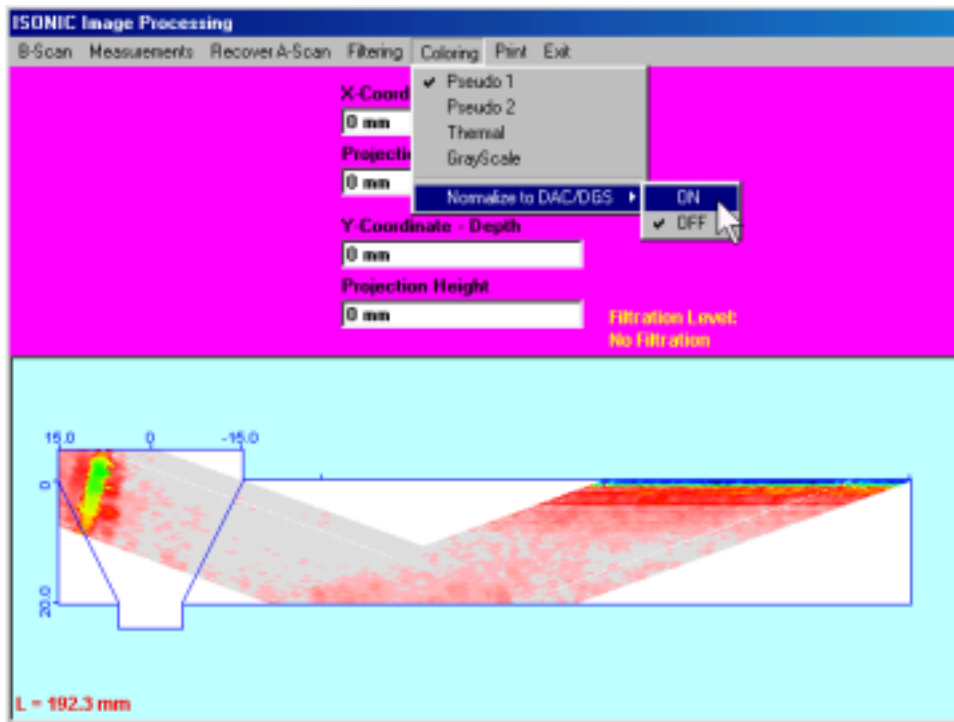 ISONIC Image Processing
B-Scan Measurements Recover A-Scan Filtering Coloring Print Exit
Pseudo 1
Pseudo 2
Thermal
GrayScale
Normalize to DAC/DGS
ON
OFF
X-Coord
0 mm
Projecti
0 mm
Y-Coordinate - Depth
0 mm
Projection Height
0 mm
Filtration Level:
No Filtration
15.0 0 -15.0
0
20.0
L = 192.3 mm